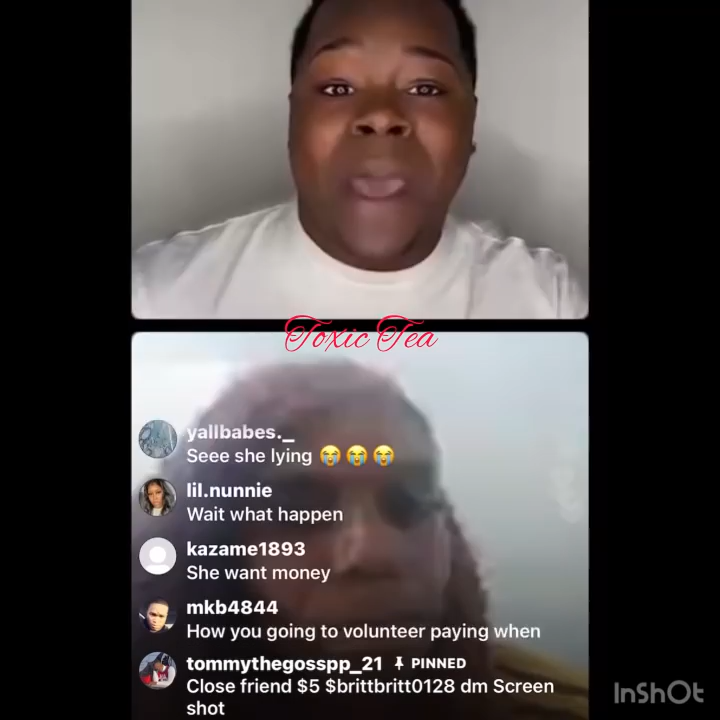 Toxic Tea
yallbabes._
Seee she lying 😭😭😭
lil.nunnie
Wait what happen
kazame1893
She want money
mkb4844
How you going to volunteer paying when
tommythegosspp_21 PINNED
Close friend $5 $brittbritt0128 dm Screen
shot
InShOt